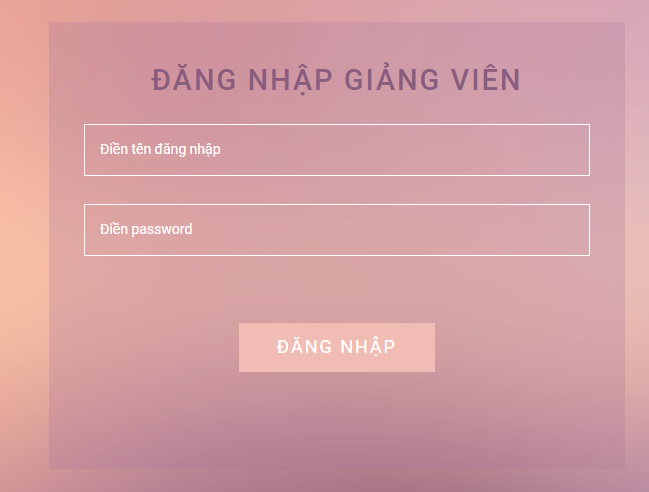 ĐĂNG NHẬP GIẢNG VIÊN
Điền tên đăng nhập
Điền password
ĐĂNG NHẬP